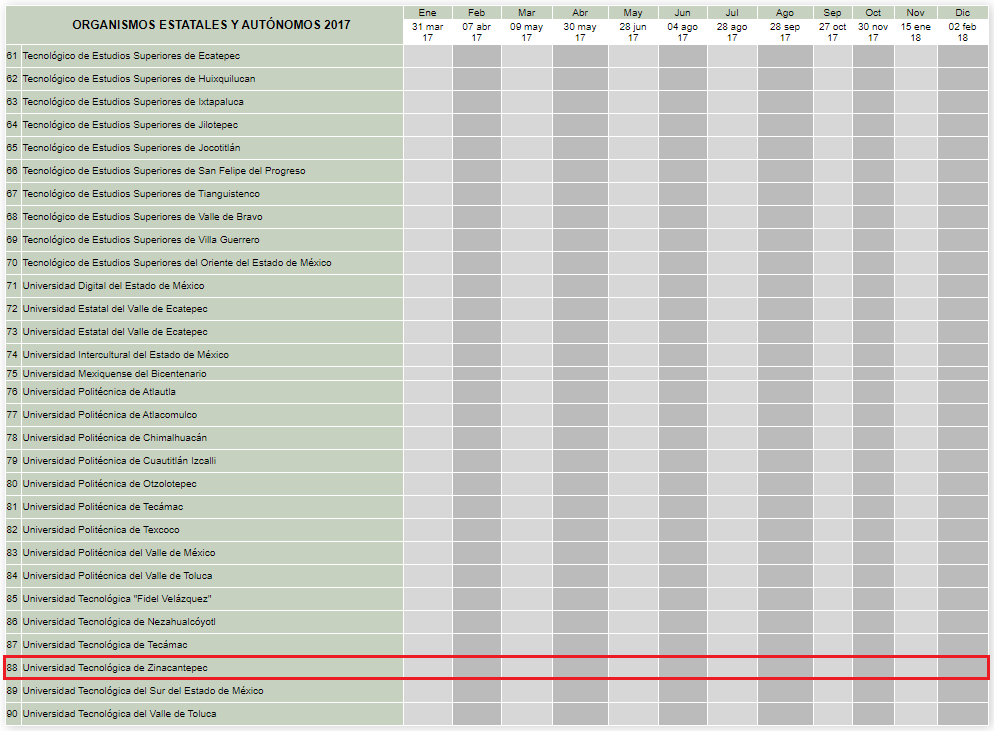 ORGANISMOS ESTATALES Y AUTÓNOMOS 2017
Ene Feb Mar Abr May Jun Jul Ago Sep Oct Nov Dic
31 mar 17 07 abr 17 09 may 17 30 may 17 28 jun 17 04 ago 17 28 ago 17 28 sep 17 27 oct 17 30 nov 17 15 ene 18 02 feb 18
61 Tecnológico de Estudios Superiores de Ecatepec
62 Tecnológico de Estudios Superiores de Huixquilucan
63 Tecnológico de Estudios Superiores de Ixtapaluca
64 Tecnológico de Estudios Superiores de Jilotepec
65 Tecnológico de Estudios Superiores de Jocotitlán
66 Tecnológico de Estudios Superiores de San Felipe del Progreso
67 Tecnológico de Estudios Superiores de Tianguistenco
68 Tecnológico de Estudios Superiores de Valle de Bravo
69 Tecnológico de Estudios Superiores de Villa Guerrero
70 Tecnológico de Estudios Superiores del Oriente del Estado de México
71 Universidad Digital del Estado de México
72 Universidad Estatal del Valle de Ecatepec
73 Universidad Estatal del Valle de Ecatepec
74 Universidad Intercultural del Estado de México
75 Universidad Mexiquense del Bicentenario
76 Universidad Politécnica de Atlautla
77 Universidad Politécnica de Atlacomulco
78 Universidad Politécnica de Chimalhuacán
79 Universidad Politécnica de Cuautitlán Izcalli
80 Universidad Politécnica de Otzolotepec
81 Universidad Politécnica de Tecámac
82 Universidad Politécnica de Texcoco
83 Universidad Politécnica del Valle de México
84 Universidad Politécnica del Valle de Toluca
85 Universidad Tecnológica "Fidel Velázquez"
86 Universidad Tecnológica de Nezahualcóyotl
87 Universidad Tecnológica de Tecámac
88 Universidad Tecnológica de Zinacantepec
89 Universidad Tecnológica del Sur del Estado de México
90 Universidad Tecnológica del Valle de Toluca